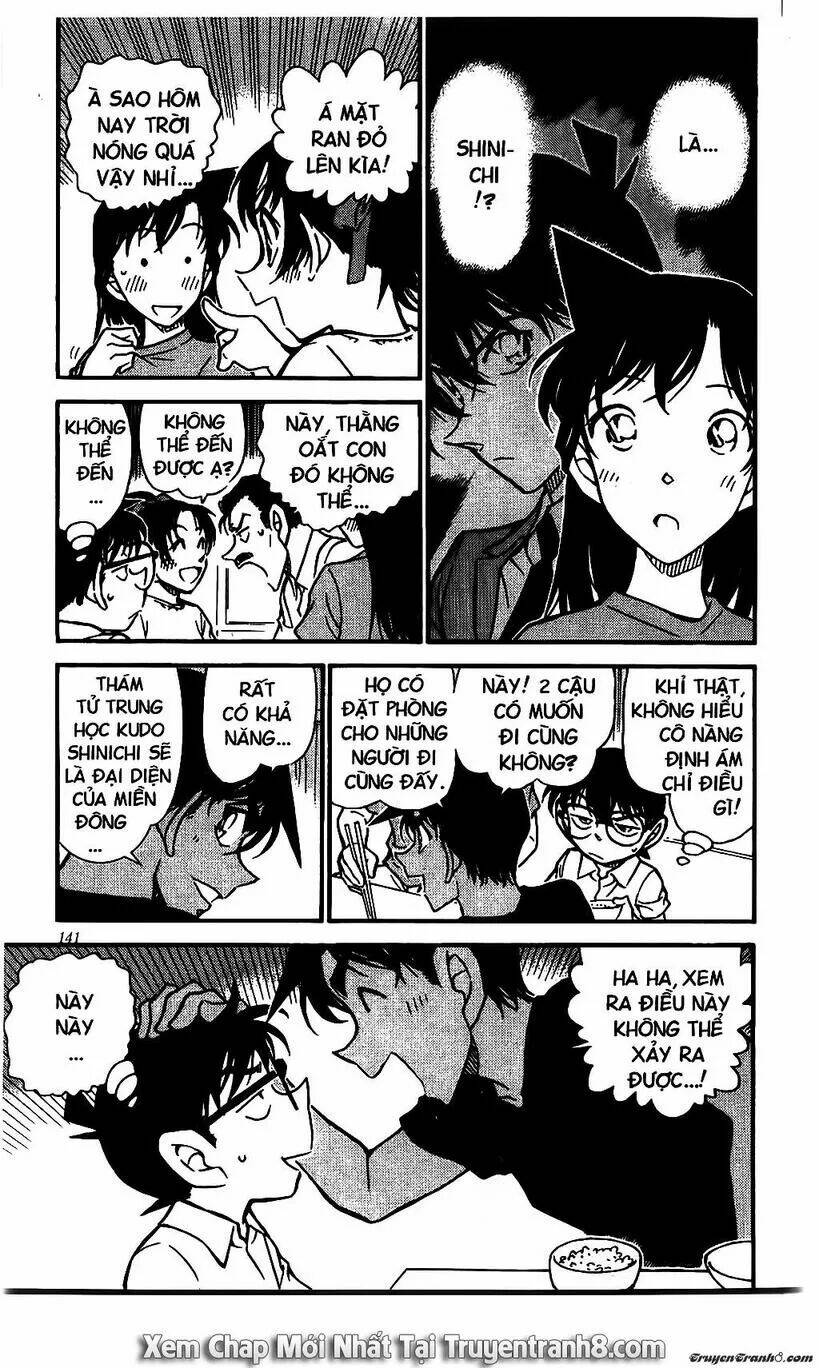 LÀ...
SHINI-
CHI
!?
Á MẶT
RAN ĐỎ
LÊN KÌA!
À SAO HÔM
NAY TRỜI
NÓNG QUÁ
VẬY NHỈ...
NÀY, THẰNG
OẮT CON
ĐÓ KHÔNG
THỂ...
KHÔNG
THỂ ĐẾN
ĐƯỢC Ạ?
KHÔNG
THỂ
ĐẾN
...
KHỈ THẬT,
KHÔNG HIỂU
CÔ NÀNG
ĐỊNH ÁM
CHỈ ĐIỀU
GÌ!
NÀY! 2 CẬU
CÓ MUỐN
ĐI CÙNG
KHÔNG?
HỌ CÓ
ĐẶT PHÒNG
CHO NHỮNG
NGƯỜI ĐI
CÙNG ĐẤY.
RẤT
CÓ KHẢ
NĂNG...
THÁM
TỬ TRUNG
HỌC KUDO
SHINICHI SẼ
LÀ ĐẠI DIỆN
CỦA MIỀN
ĐÔNG
...
141
HA HA, XEM
RA ĐIỀU NÀY
KHÔNG THỂ
XẢY RA
ĐƯỢC...!
NÀY
NÀY
...
Xem Chap Mới Nhất Tại Truyentranh8.com
TruyenTranh8.com